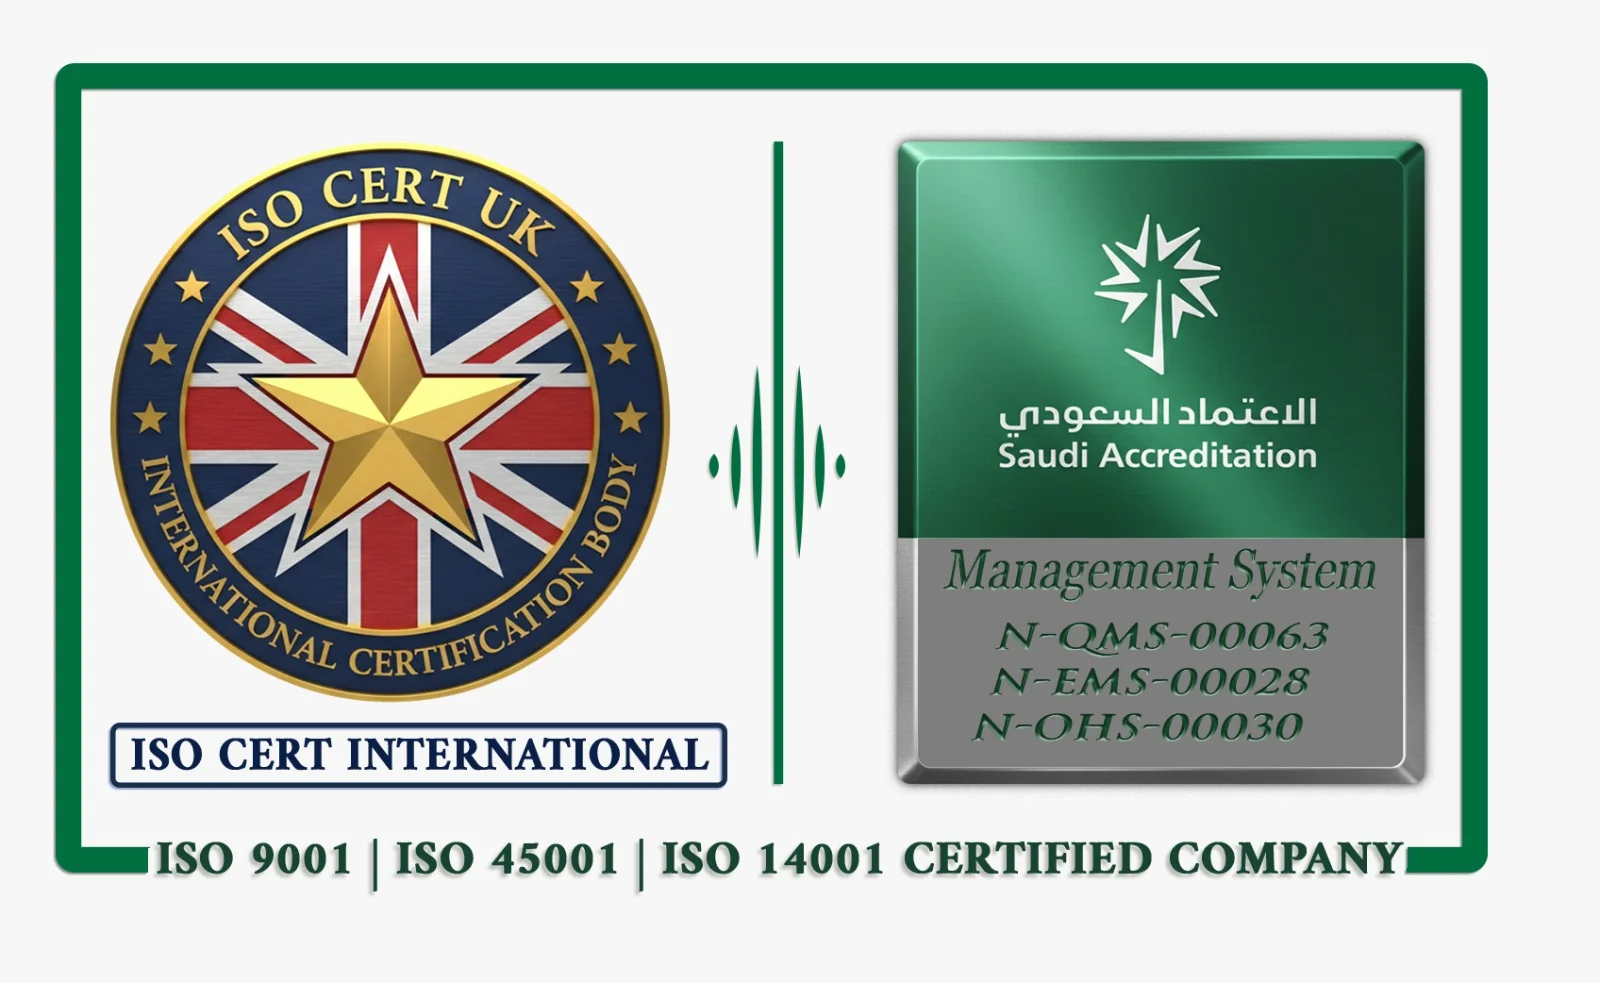 ISO CERT UK
INTERNATIONAL CERTIFICATION BODY
ISO CERT INTERNATIONAL
الاعتماد السعودي
Saudi Accreditation
Management System
N-QMS-00063
N-EMS-00028
N-OHS-00030
ISO 9001 | ISO 45001 | ISO 14001 CERTIFIED COMPANY